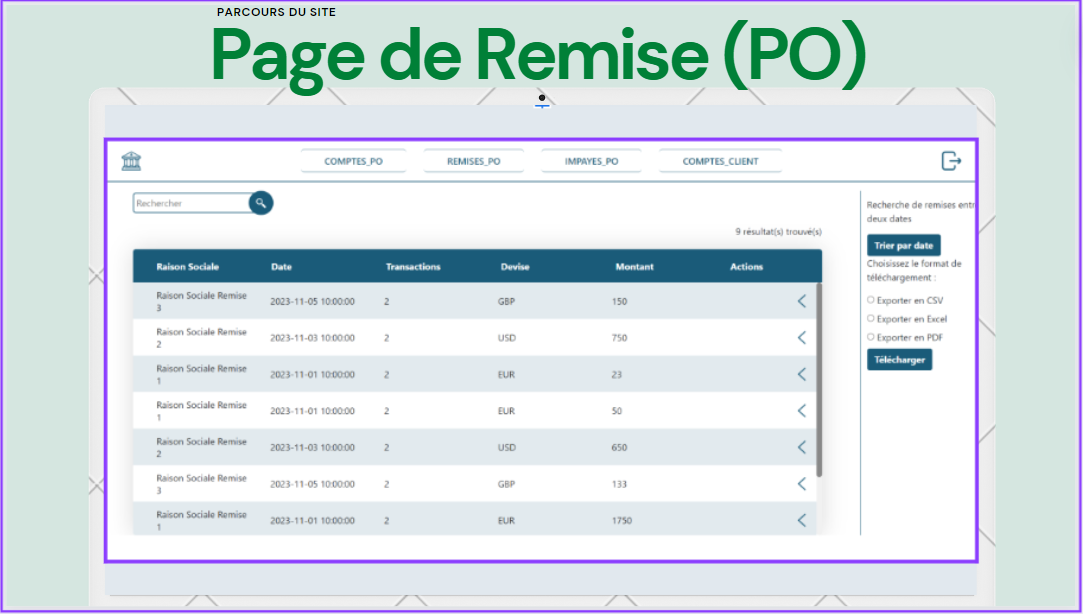 PARCOURS DU SITE
Page de Remise (PO)
COMPTES_PO REMISES_PO IMPAYES_PO COMPTES_CLIENT
Rechercher
9 résultat(s) trouvé(s)
Raison Sociale Date Transactions Devise Montant Actions
Raison Sociale Remise
3 2023-11-05 10:00:00 2 GBP 150
Raison Sociale Remise
2 2023-11-03 10:00:00 2 USD 750
Raison Sociale Remise
1 2023-11-01 10:00:00 2 EUR 23
Raison Sociale Remise
1 2023-11-01 10:00:00 2 EUR 50
Raison Sociale Remise
2 2023-11-03 10:00:00 2 USD 650
Raison Sociale Remise
3 2023-11-05 10:00:00 2 GBP 133
Raison Sociale Remise
1 2023-11-01 10:00:00 2 EUR 1750
Recherche de remises entr
deux dates
Trier par date
Choisissez le format de
téléchargement :
Exporter en CSV
Exporter en Excel
Exporter en PDF
Télécharger